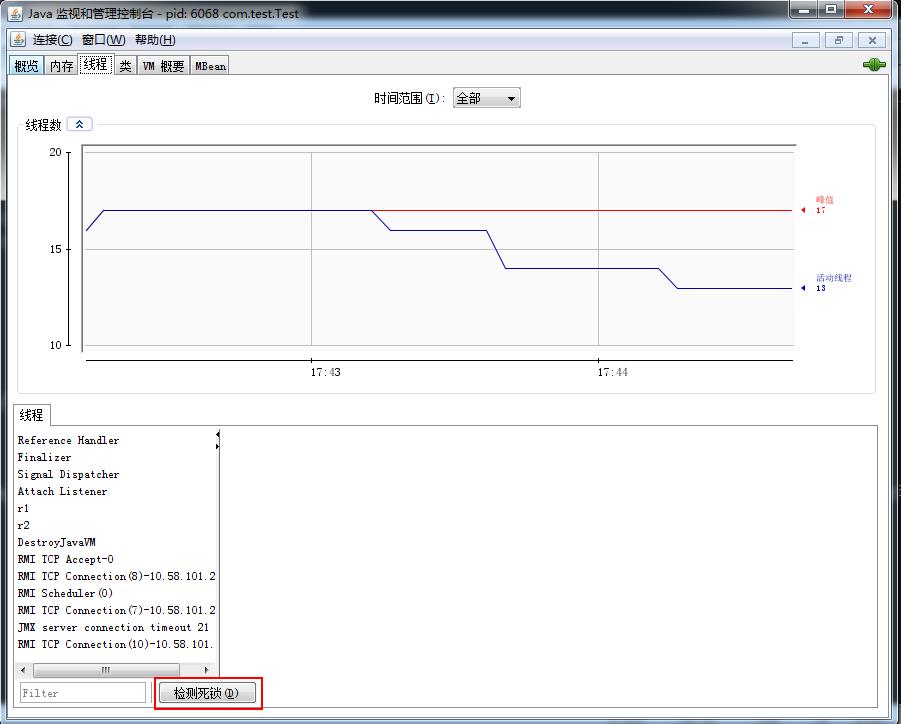 Java 监视和管理控制台 - pid: 6068 com.test.Test
连接(C) 窗口(W) 帮助(H)
概览 内存 线程 类 VM 概要 MBean
时间范围(I): 全部
线程数
20
15
10
峰值
17
活动线程
13
17:43 17:44
线程
Reference Handler
Finalizer
Signal Dispatcher
Attach Listener
r1
r2
DestroyJavaVM
RMI TCP Accept-0
RMI TCP Connection(8)-10.58.101.2
RMI Scheduler(0)
RMI TCP Connection(7)-10.58.101.2
JMX server connection timeout 21
RMI TCP Connection(10)-10.58.101.
Filter 检测死锁(D)